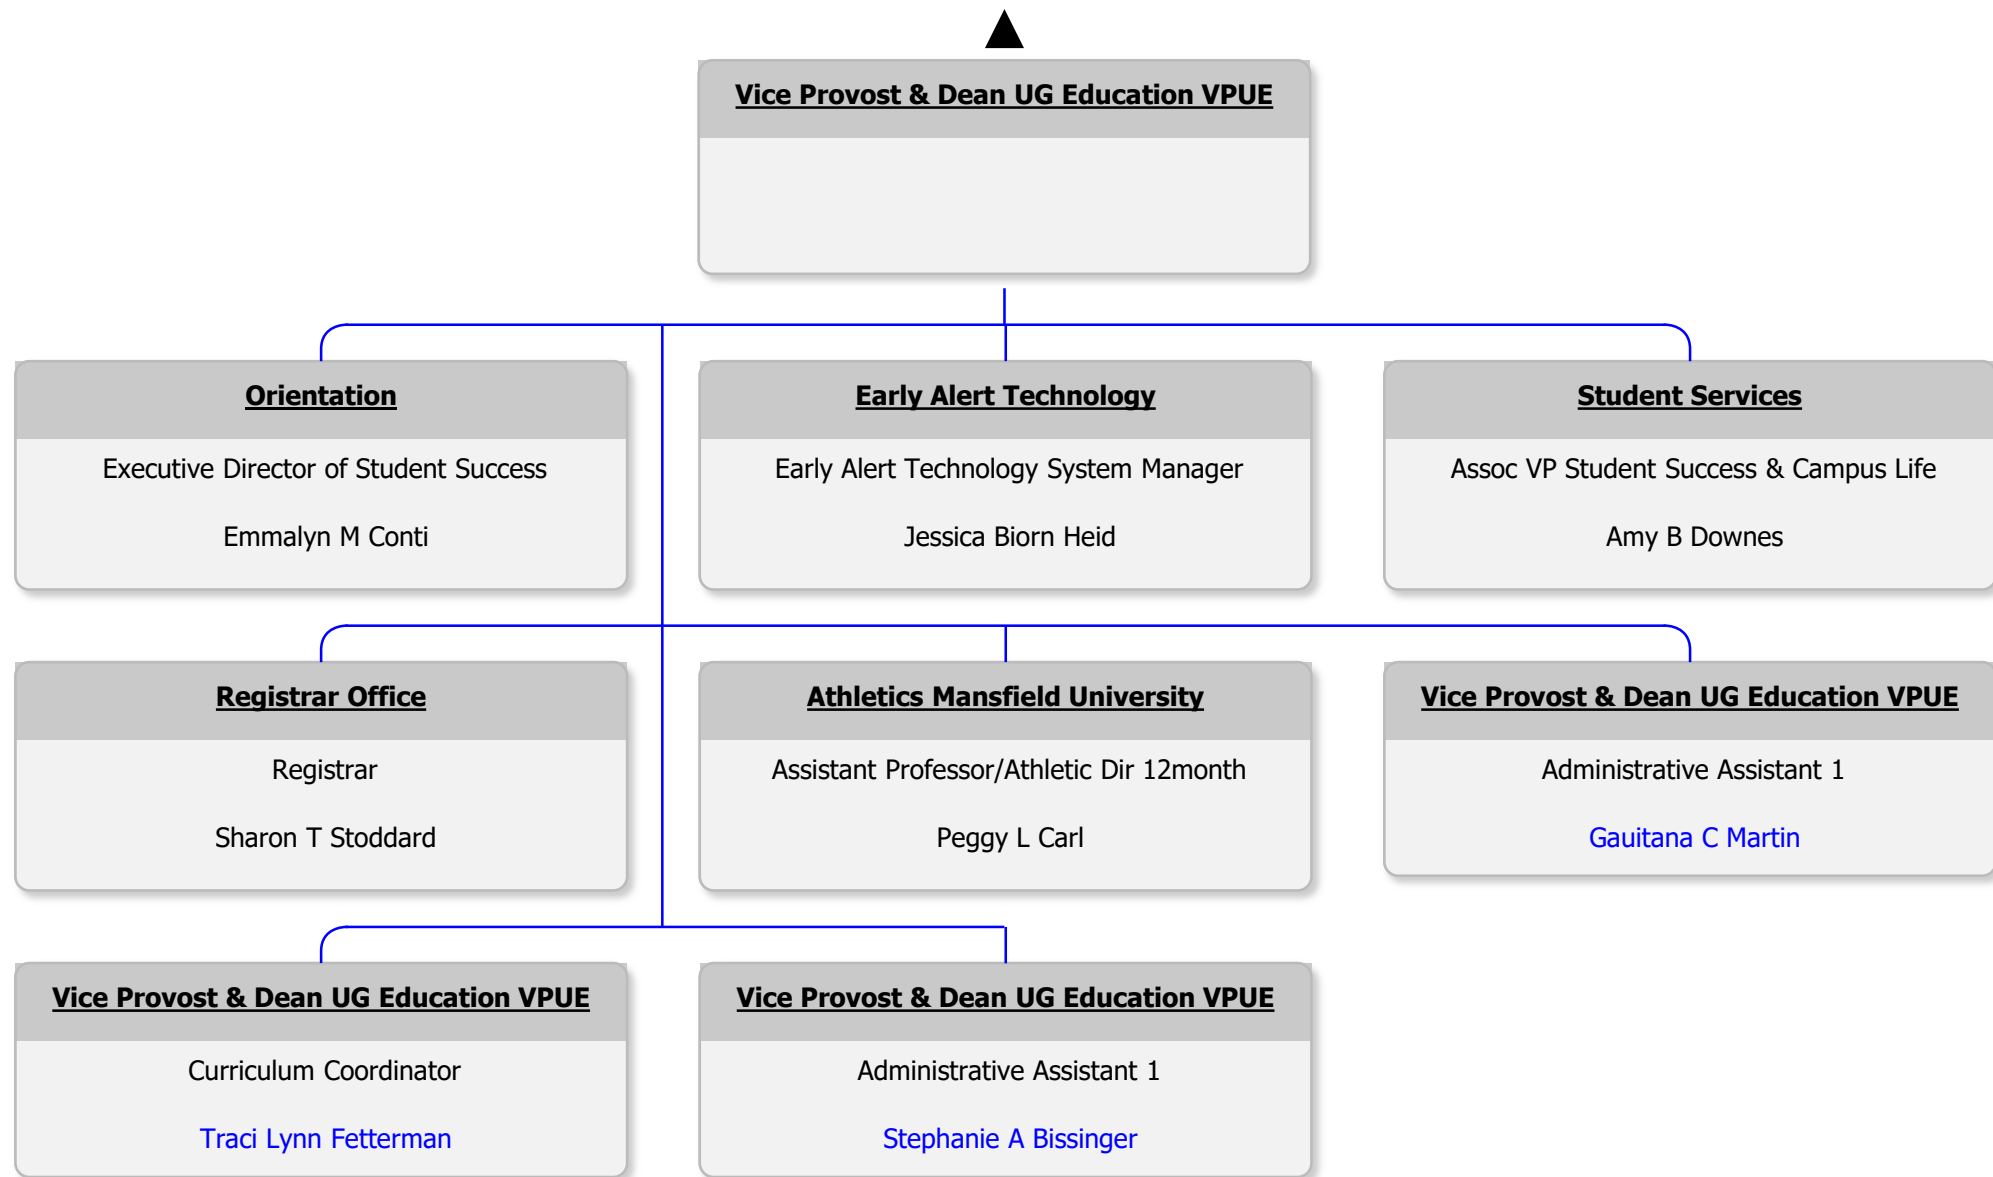 Vice Provost & Dean UG Education VPUE
Orientation
Executive Director of Student Success
Emmalyn M Conti
Early Alert Technology
Early Alert Technology System Manager
Jessica Biorn Heid
Student Services
Assoc VP Student Success & Campus Life
Amy B Downes
Registrar Office
Registrar
Sharon T Stoddard
Athletics Mansfield University
Assistant Professor/Athletic Dir 12month
Peggy L Carl
Vice Provost & Dean UG Education VPUE
Administrative Assistant 1
Gauitana C Martin
Vice Provost & Dean UG Education VPUE
Curriculum Coordinator
Traci Lynn Fetterman
Vice Provost & Dean UG Education VPUE
Administrative Assistant 1
Stephanie A Bissinger